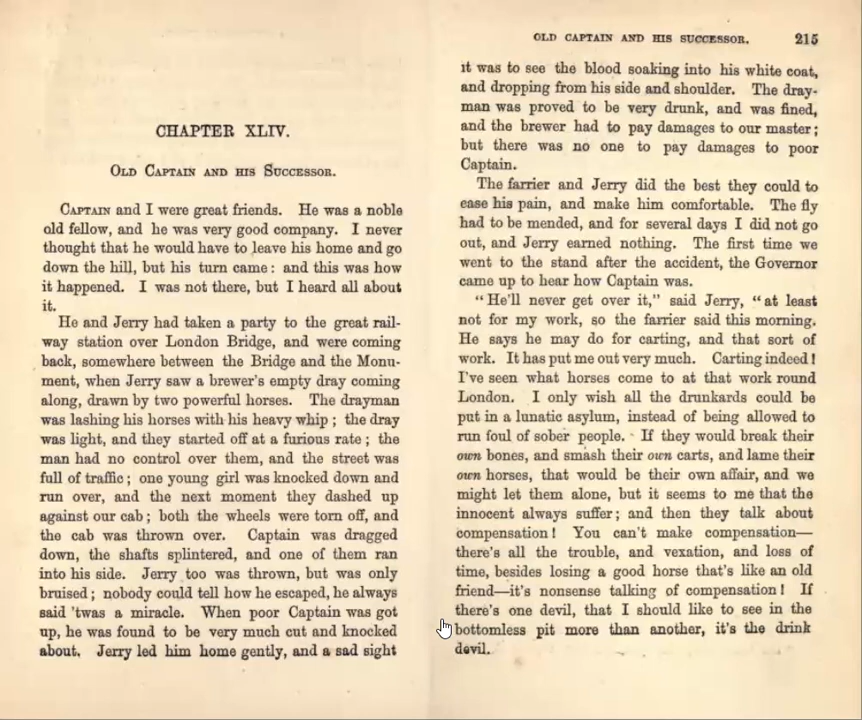 CHAPTER XLIV.
OLD CAPTAIN AND HIS SUCCESSOR.
CAPTAIN and I were great friends. He was a noble
old fellow, and he was very good company. I never
thought that he would have to leave his home and go
down the hill, but his turn came: and this was how
it happened. I was not there, but I heard all about
it.
He and Jerry had taken a party to the great rail-
way station over London Bridge, and were coming
back, somewhere between the Bridge and the Monu-
ment, when Jerry saw a brewer's empty dray coming
along, drawn by two powerful horses. The drayman
was lashing his horses with his heavy whip; the dray
was light, and they started off at a furious rate; the
man had no control over them, and the street was
full of traffic; one young girl was knocked down and
run over, and the next moment they dashed up
against our cab; both the wheels were torn off, and
the cab was thrown over. Captain was dragged
down, the shafts splintered, and one of them ran
into his side. Jerry too was thrown, but was only
bruised; nobody could tell how he escaped, he always
said 'twas a miracle. When poor Captain was got
up, he was found to be very much cut and knocked
about. Jerry led him home gently, and a sad sight
OLD CAPTAIN AND HIS SUCCESSOR. 215
it was to see the blood soaking into his white coat,
and dropping from his side and shoulder. The dray-
man was proved to be very drunk, and was fined,
and the brewer had to pay damages to our master;
but there was no one to pay damages to poor
Captain.
The farrier and Jerry did the best they could to
ease his pain, and make him comfortable. The fly
had to be mended, and for several days I did not go
out, and Jerry earned nothing. The first time we
went to the stand after the accident, the Governor
came up to hear how Captain was.
"He'll never get over it," said Jerry, "at least
not for my work, so the farrier said this morning.
He says he may do for carting, and that sort of
work. It has put me out very much. Carting indeed!
I've seen what horses come to at that work round
London. I only wish all the drunkards could be
put in a lunatic asylum, instead of being allowed to
run foul of sober people. If they would break their
own bones, and smash their own carts, and lame their
own horses, that would be their own affair, and we
might let them alone, but it seems to me that the
innocent always suffer; and then they talk about
compensation! You can't make compensation—
there's all the trouble, and vexation, and loss of
time, besides losing a good horse that's like an old
friend—it's nonsense talking of compensation! If
there's one devil, that I should like to see in the
bottomless pit more than another, it's the drink
devil.